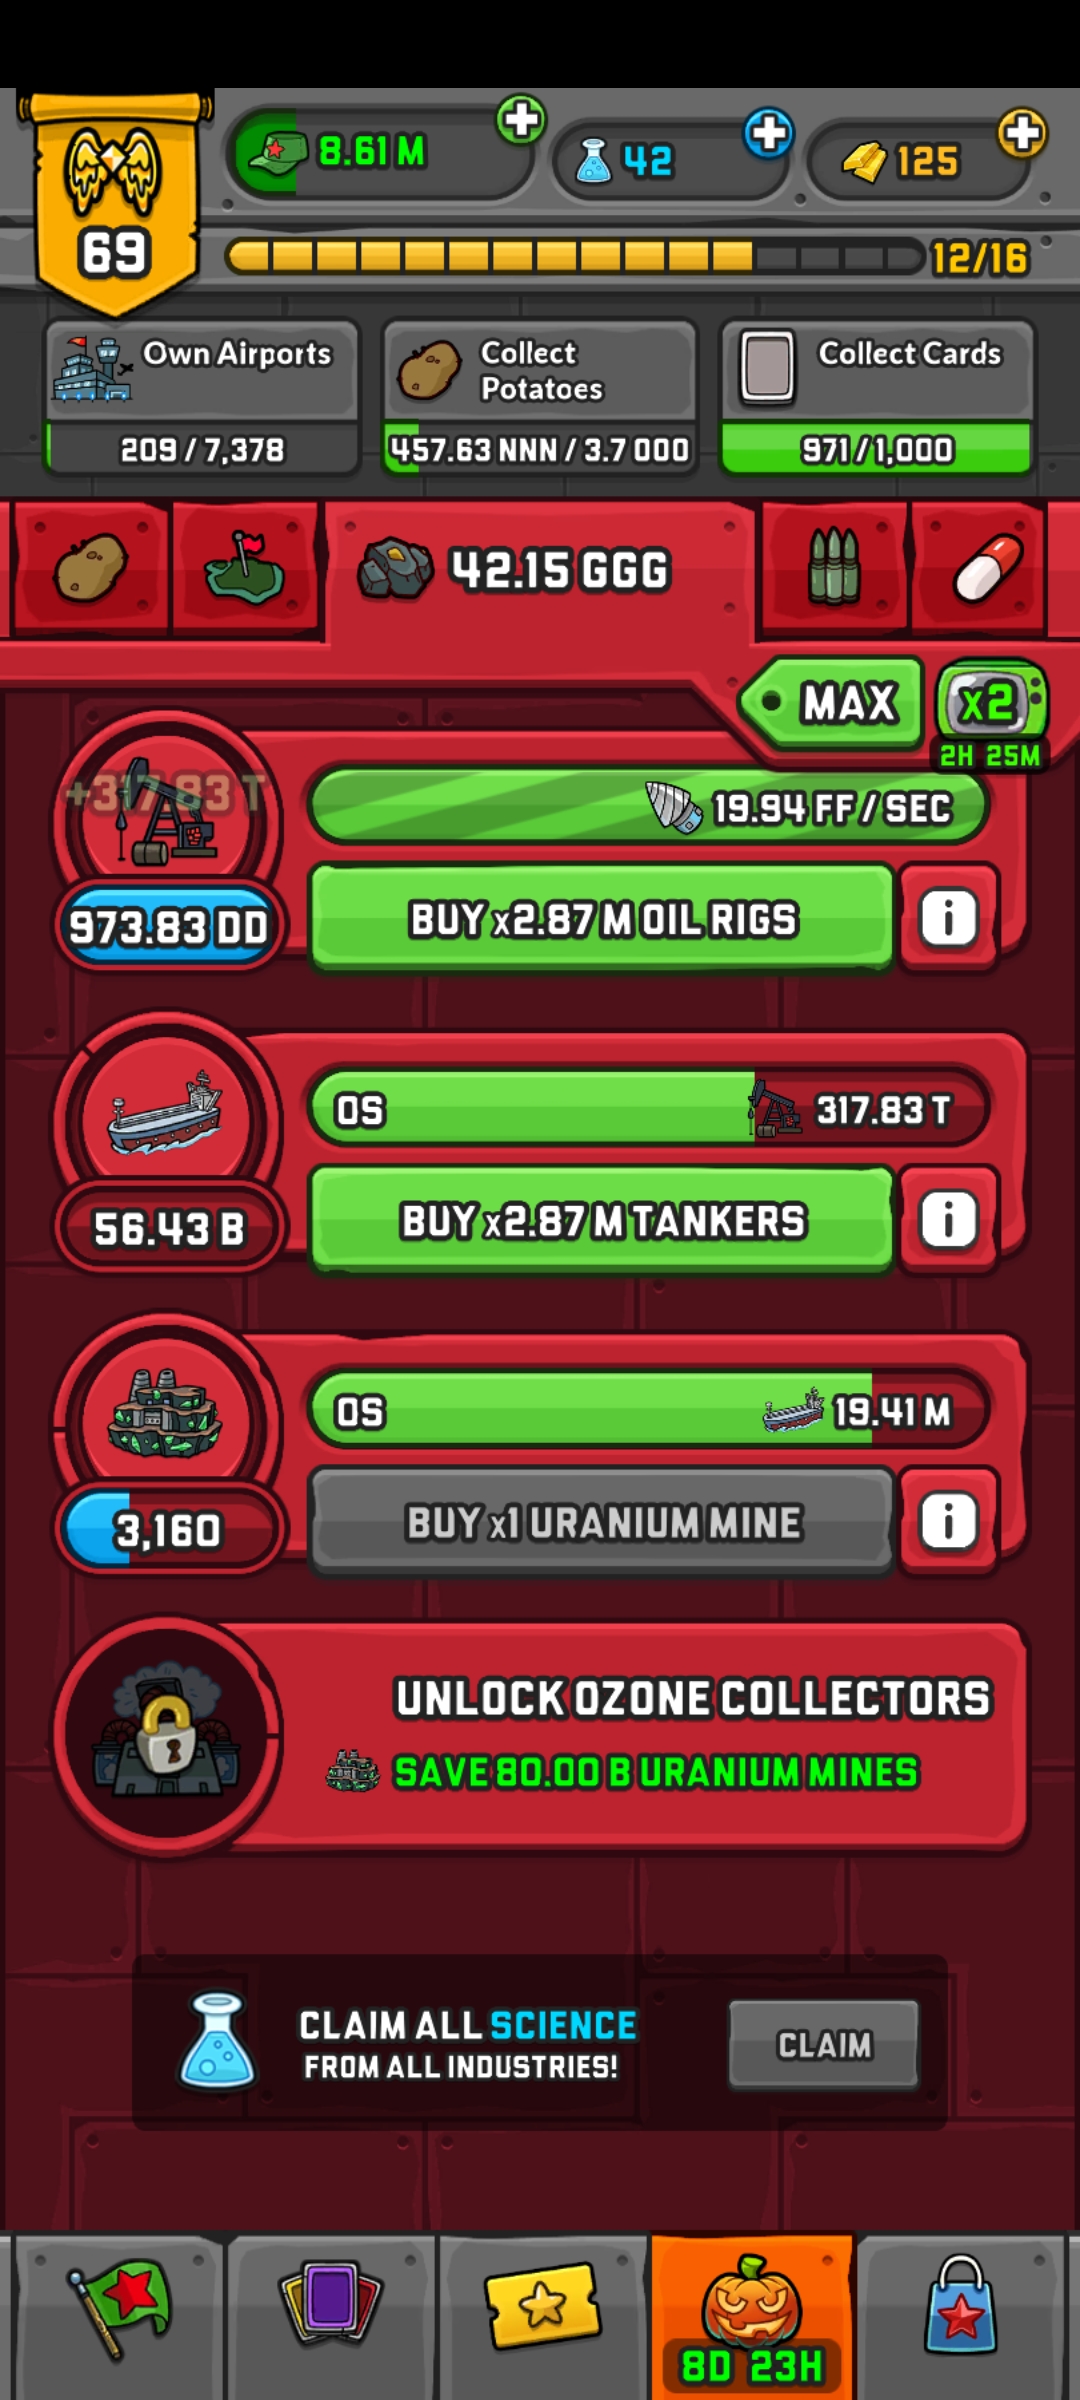 8.61 M
42
125
69
12/16
Own Airports
209 / 7,378
Collect
Potatoes
457.63 NNN / 3.7 OOO
Collect Cards
971 / 1,000
42.15 GGG
MAX
x2
2H 25M
+317.83 T
19.94 FF / SEC
973.83 DD
BUY x2.87 M OIL RIGS
i
0S
317.83 T
56.43 B
BUY x2.87 M TANKERS
i
0S
19.41 M
3,160
BUY x1 URANIUM MINE
i
UNLOCK OZONE COLLECTORS
SAVE 80.00 B URANIUM MINES
CLAIM ALL SCIENCE
FROM ALL INDUSTRIES!
CLAIM
8D 23H